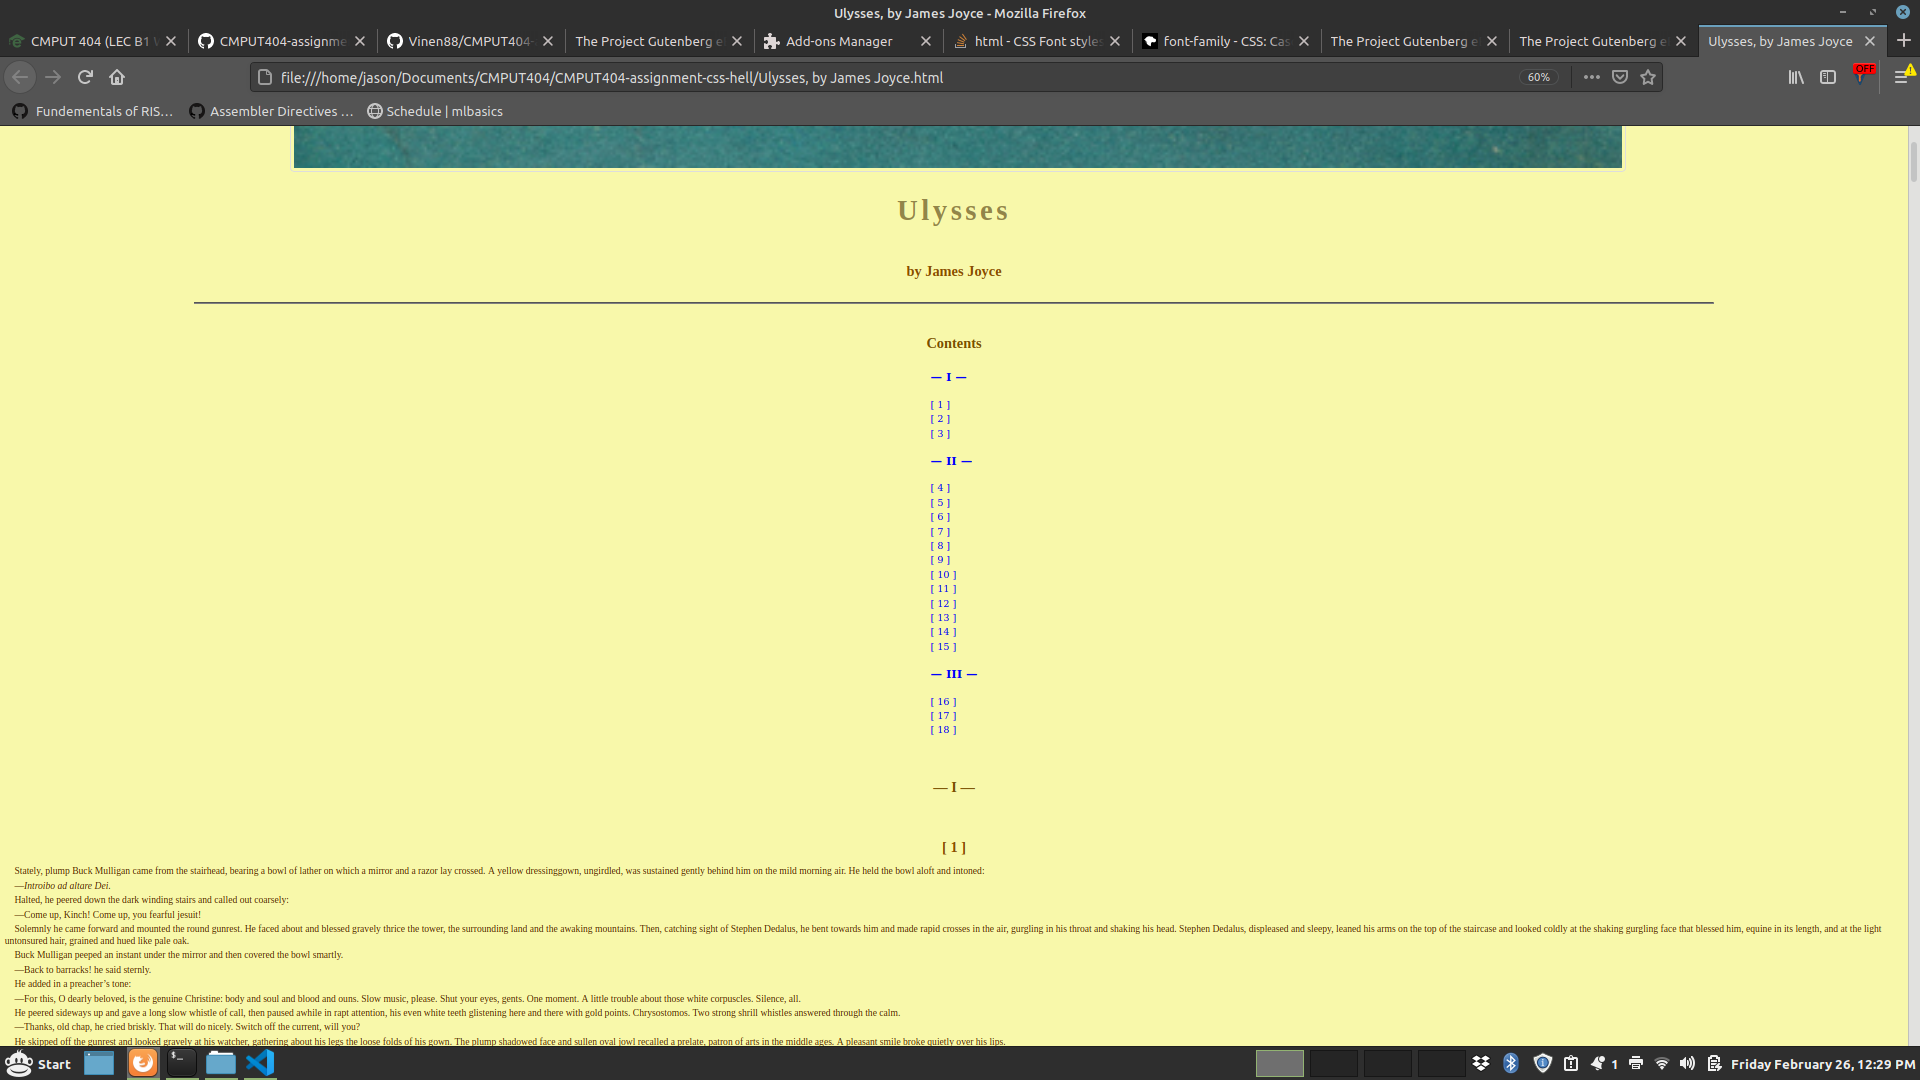 Ulysses, by James Joyce - Mozilla Firefox
CMPUT 404 (LEC B1 W
CMPUT404-assignme
Vinen88/CMPUT404-
The Project Gutenberg e
Add-ons Manager
html - CSS Font styles
font-family - CSS: Cas
The Project Gutenberg e
The Project Gutenberg e
Ulysses, by James Joyce
file:///home/jason/Documents/CMPUT404/CMPUT404-assignment-css-hell/Ulysses, by James Joyce.html
60%
OFF
Fundementals of RIS…
Assembler Directives …
Schedule | mlbasics
Ulysses
by James Joyce
Contents
— I —
[ 1 ]
[ 2 ]
[ 3 ]
— II —
[ 4 ]
[ 5 ]
[ 6 ]
[ 7 ]
[ 8 ]
[ 9 ]
[ 10 ]
[ 11 ]
[ 12 ]
[ 13 ]
[ 14 ]
[ 15 ]
— III —
[ 16 ]
[ 17 ]
[ 18 ]
— I —
[ 1 ]
Stately, plump Buck Mulligan came from the stairhead, bearing a bowl of lather on which a mirror and a razor lay crossed. A yellow dressinggown, ungirdled, was sustained gently behind him on the mild morning air. He held the bowl aloft and intoned:
—Introibo ad altare Dei.
Halted, he peered down the dark winding stairs and called out coarsely:
—Come up, Kinch! Come up, you fearful jesuit!
Solemnly he came forward and mounted the round gunrest. He faced about and blessed gravely thrice the tower, the surrounding land and the awaking mountains. Then, catching sight of Stephen Dedalus, he bent towards him and made rapid crosses in the air, gurgling in his throat and shaking his head. Stephen Dedalus, displeased and sleepy, leaned his arms on the top of the staircase and looked coldly at the shaking gurgling face that blessed him, equine in its length, and at the light
untonsured hair, grained and hued like pale oak.
Buck Mulligan peeped an instant under the mirror and then covered the bowl smartly.
—Back to barracks! he said sternly.
He added in a preacher’s tone:
—For this, O dearly beloved, is the genuine Christine: body and soul and blood and ouns. Slow music, please. Shut your eyes, gents. One moment. A little trouble about those white corpuscles. Silence, all.
He peered sideways up and gave a long slow whistle of call, then paused awhile in rapt attention, his even white teeth glistening here and there with gold points. Chrysostomos. Two strong shrill whistles answered through the calm.
—Thanks, old chap, he cried briskly. That will do nicely. Switch off the current, will you?
He skipped off the gunrest and looked gravely at his watcher, gathering about his legs the loose folds of his gown. The plump shadowed face and sullen oval jowl recalled a prelate, patron of arts in the middle ages. A pleasant smile broke quietly over his lips.
Start
1
Friday February 26, 12:29 PM